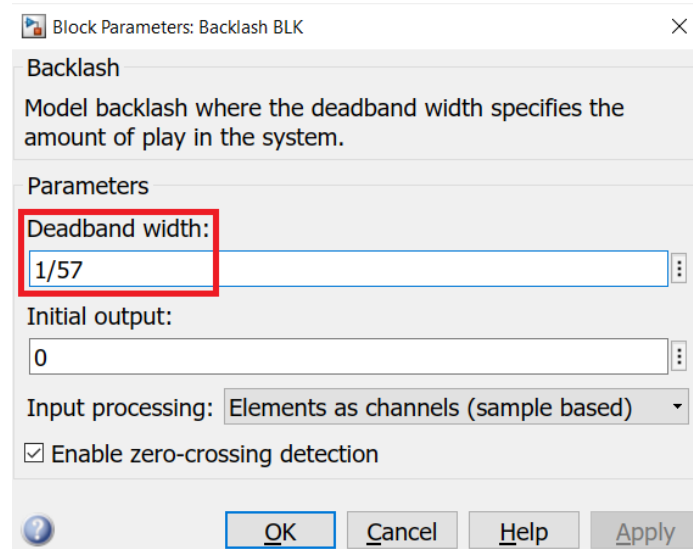 Block Parameters: Backlash BLK
Backlash
Model backlash where the deadband width specifies the
amount of play in the system.
Parameters
Deadband width:
1/57
Initial output:
0
Input processing: Elements as channels (sample based)
Enable zero-crossing detection
OK Cancel Help Apply